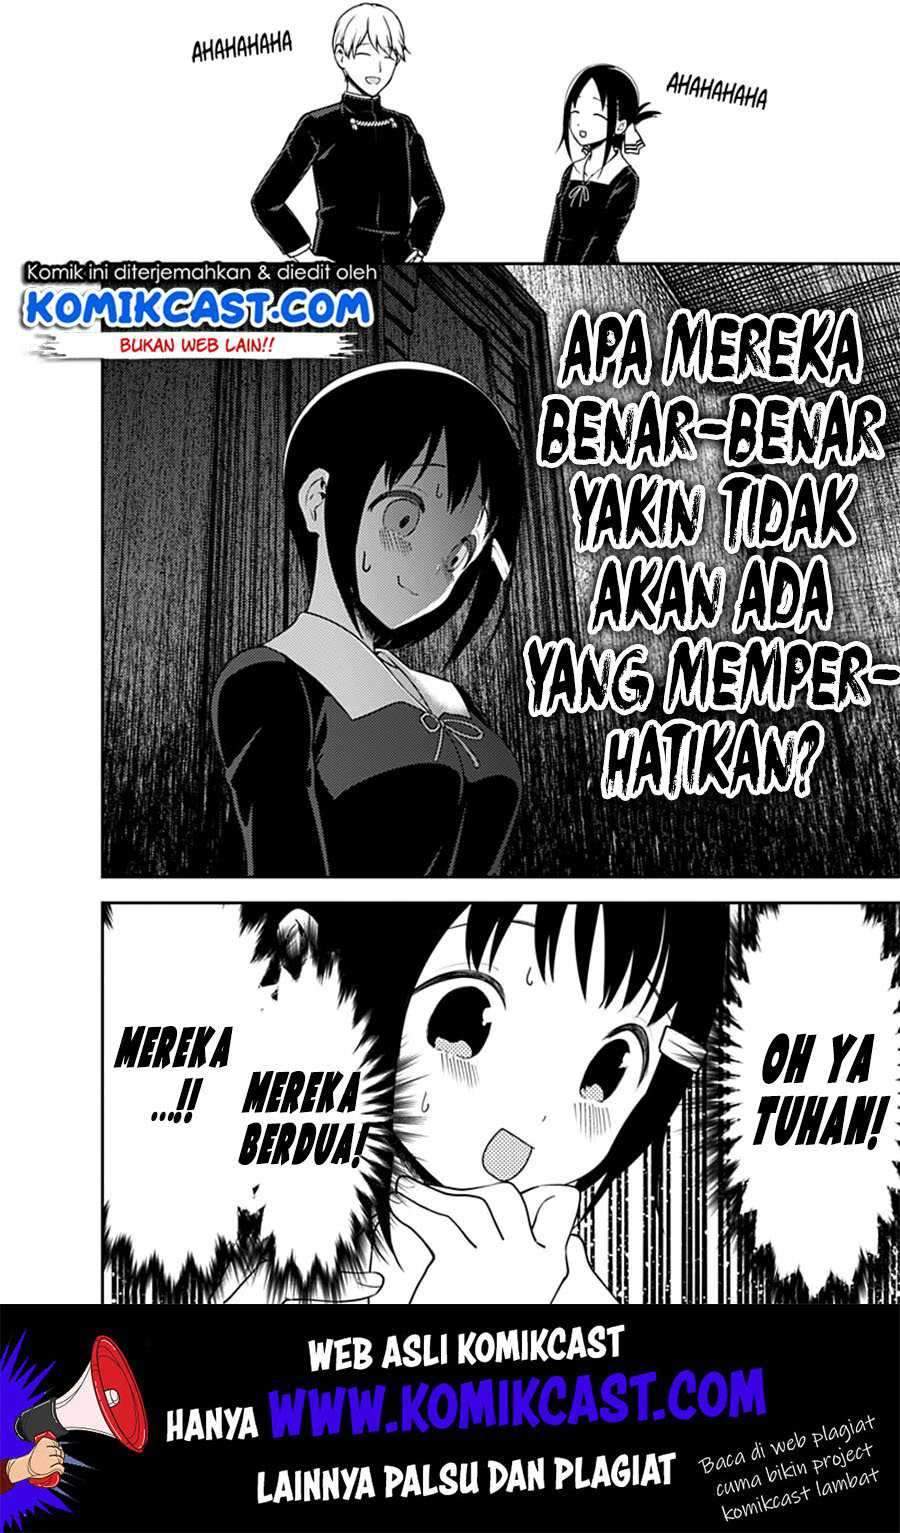 AHAHAHAHA
AHAHAHAHA
Komik ini diterjemahkan & diedit oleh
KOMIKCAST.COM
BUKAN WEB LAIN!!
APA MEREKA
BENAR-BENAR
YAKIN TIDAK
AKAN ADA
YANG MEMPER-
HATIKAN?
OH YA
TUHAN!
MEREKA
BERDUA!
MEREKA
...!!
WEB ASLI KOMIKCAST
HANYA WWW.KOMIKCAST.COM
LAINNYA PALSU DAN PLAGIAT
Baca di web plagiat
cuma bikin project
komikcast lambat